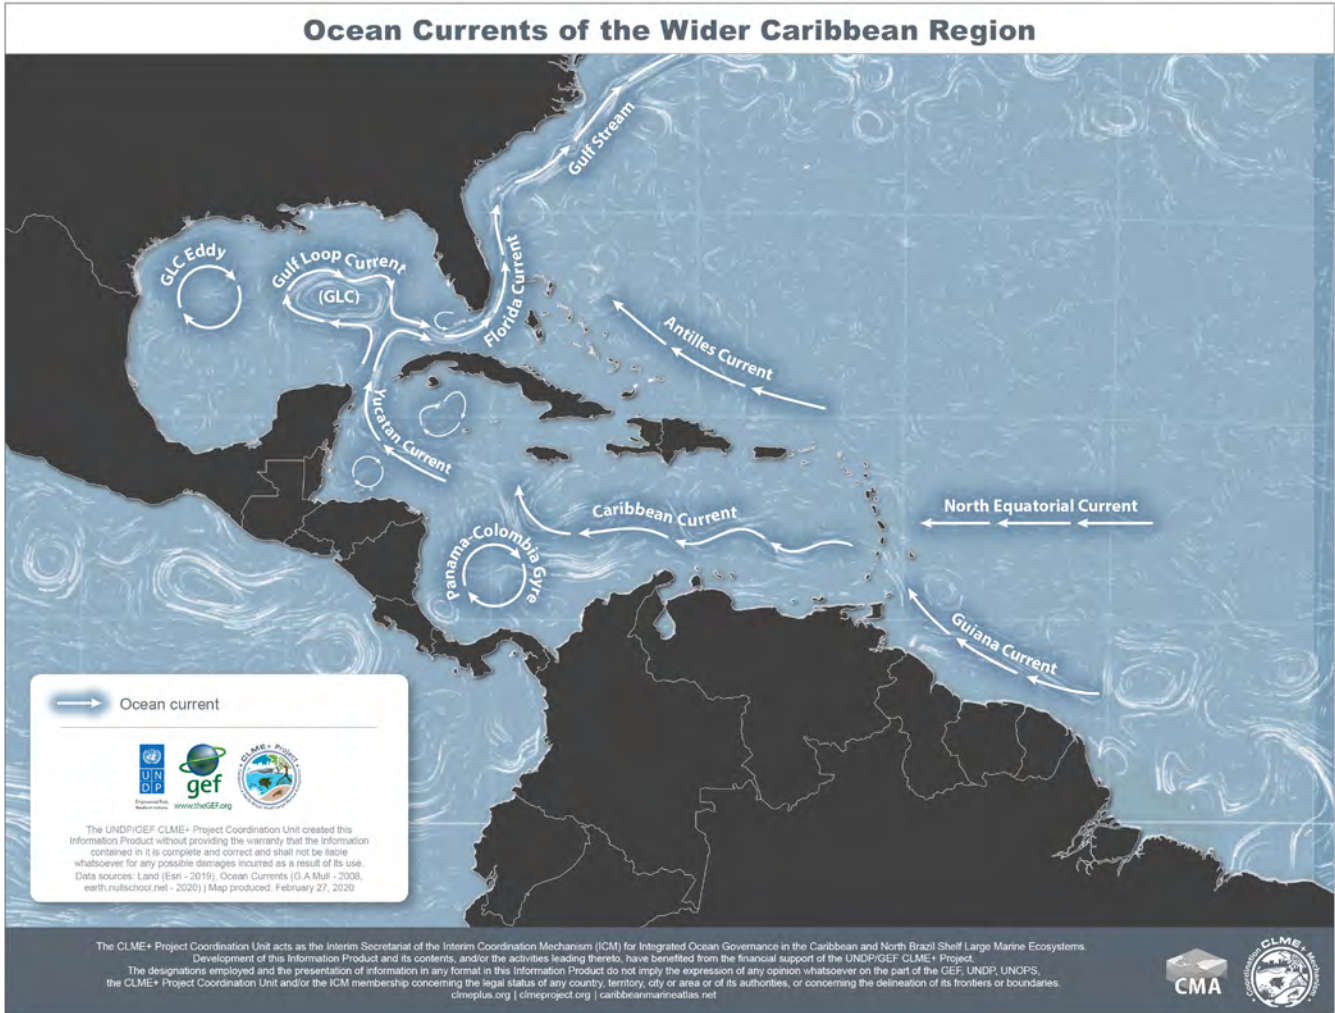 Ocean Currents of the Wider Caribbean Region
Gulf Stream
GLC Eddy
Gulf Loop Current
(GLC)
Florida Current
Antilles Current
Yucatan Current
Caribbean Current
North Equatorial Current
Panama-Colombia Gyre
Guiana Current
Ocean current
U N
D P
gef
www.theGEF.org
CLME+ Project
The UNDP/GEF CLME+ Project Coordination Unit created this
Information Product without providing the warranty that the information
contained in it is complete and correct and shall not be liable
whatsoever for any possible damages incurred as a result of its use.
Data sources: Land (Esri - 2019), Ocean Currents (G.A Mull - 2008,
earth.nullschool.net - 2020) | Map produced: February 27, 2020
The CLME+ Project Coordination Unit acts as the Interim Secretariat of the Interim Coordination Mechanism (ICM) for Integrated Ocean Governance in the Caribbean and North Brazil Shelf Large Marine Ecosystems.
Development of this Information Product and its contents, and/or the activities leading thereto, have benefited from the financial support of the UNDP/GEF CLME+ Project.
The designations employed and the presentation of information in any format in this Information Product do not imply the expression of any opinion whatsoever on the part of the GEF, UNDP, UNOPS,
the CLME+ Project Coordination Unit and/or the ICM membership concerning the legal status of any country, territory, city or area or of its authorities, or concerning the delineation of its frontiers or boundaries.
clmeplus.org | clmeproject.org | caribbeanmarineatlas.net
CMA
CLME+
Coordination Mechanism